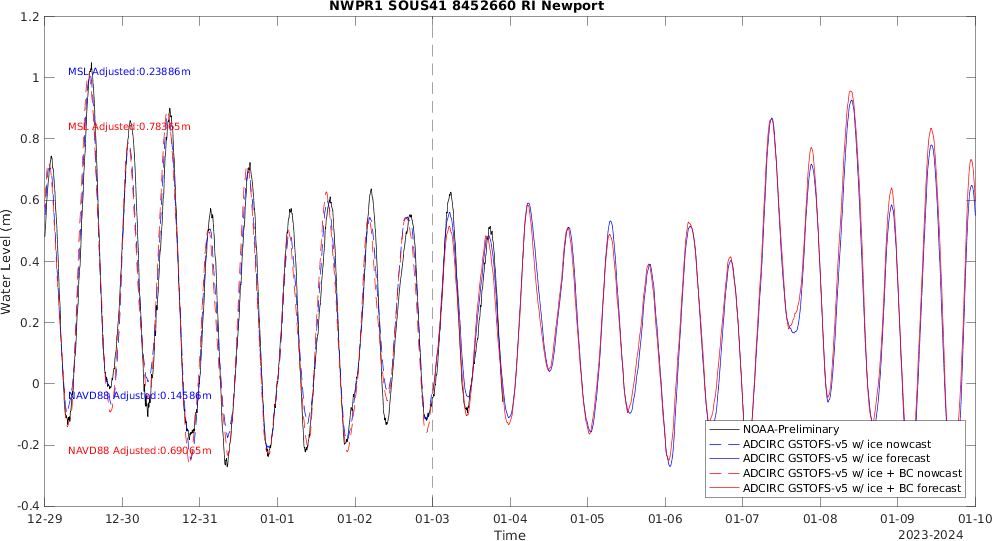 NWPR1 SOUS41 8452660 RI Newport
1.2
1
0.8
0.6
0.4
0.2
0
-0.2
-0.4
Water Level (m)
MSL Adjusted:0.23886m
MSL Adjusted:0.78365m
NAVD88 Adjusted:0.14586m
NAVD88 Adjusted:0.69065m
NOAA-Preliminary
ADCIRC GSTOFS-v5 w/ ice nowcast
ADCIRC GSTOFS-v5 w/ ice forecast
ADCIRC GSTOFS-v5 w/ ice + BC nowcast
ADCIRC GSTOFS-v5 w/ ice + BC forecast
12-29 12-30 12-31 01-01 01-02 01-03 01-04 01-05 01-06 01-07 01-08 01-09 01-10
Time
2023-2024